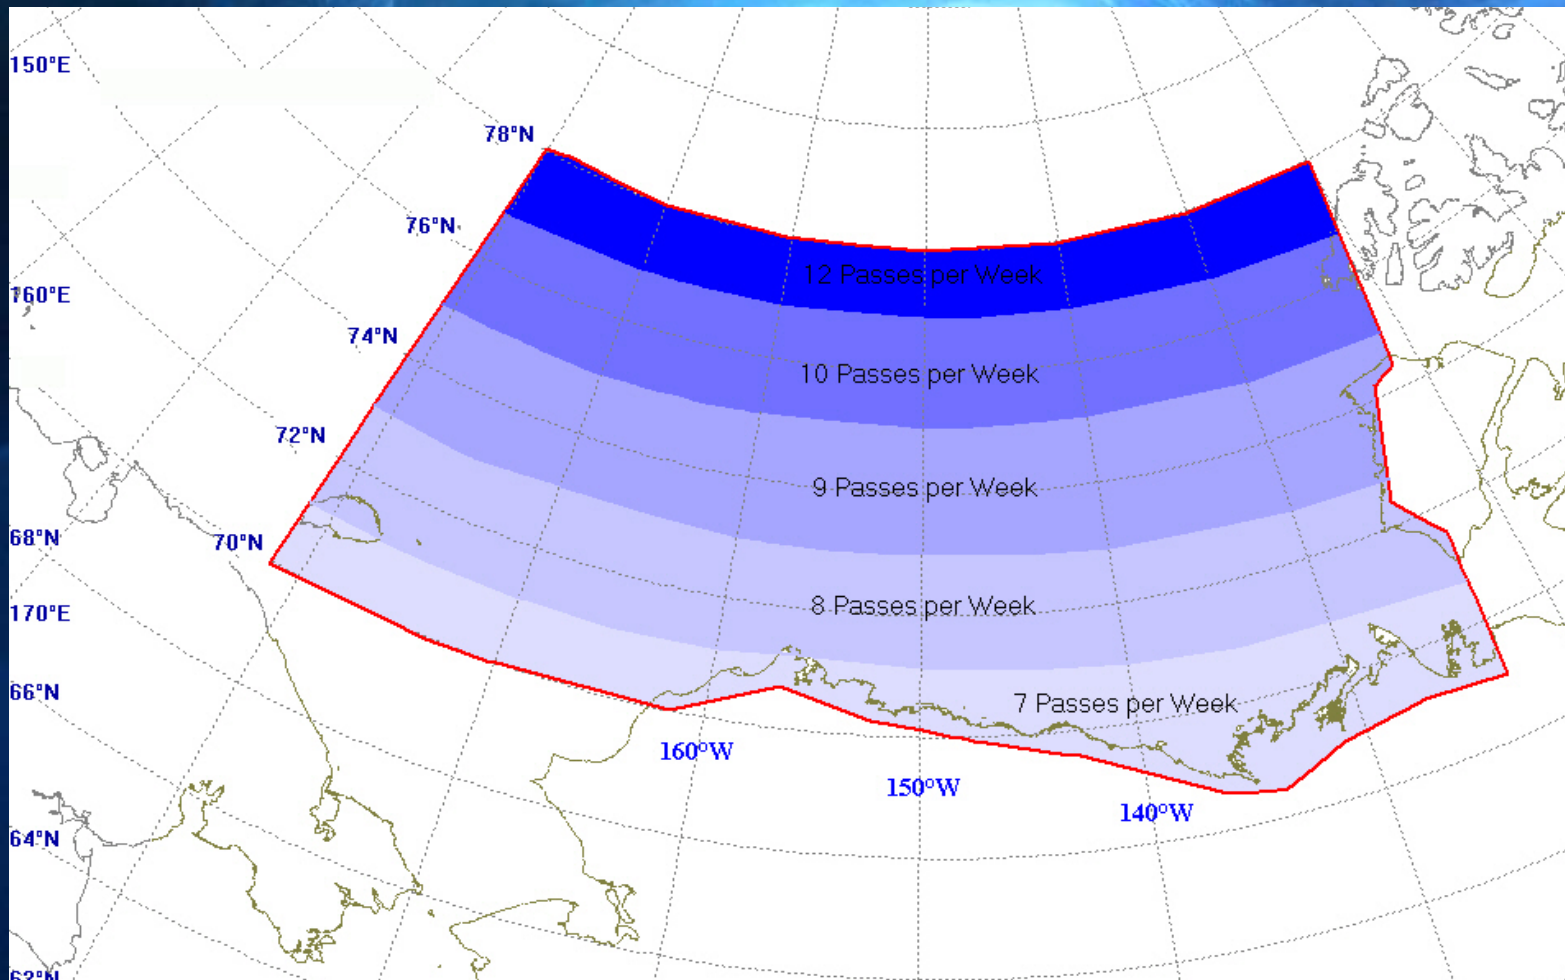 150°E
78°N
76°N
12 Passes per Week
160°E
74°N
10 Passes per Week
72°N
9 Passes per Week
68°N
70°N
170°E
8 Passes per Week
66°N
7 Passes per Week
160°W
150°W
140°W
64°N
62°N